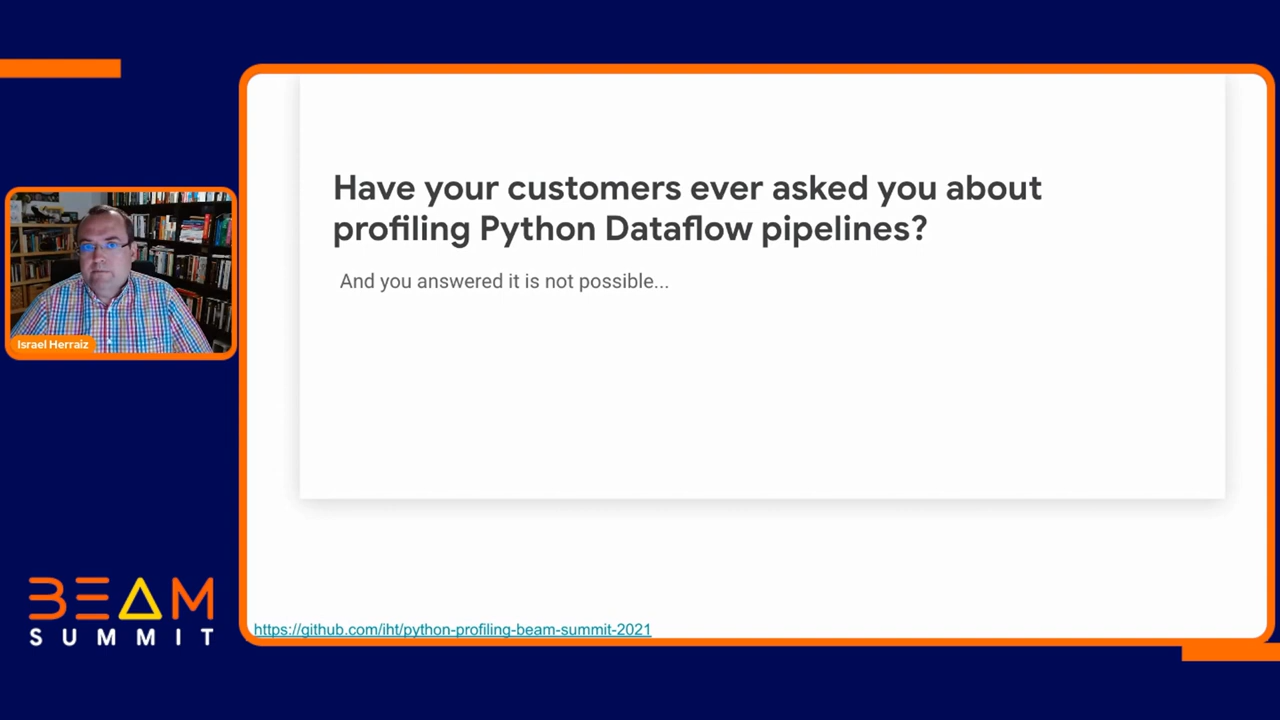 Have your customers ever asked you about
profiling Python Dataflow pipelines?
And you answered it is not possible...
Israel Herraiz
BEAM
SUMMIT
https://github.com/iht/python-profiling-beam-summit-2021